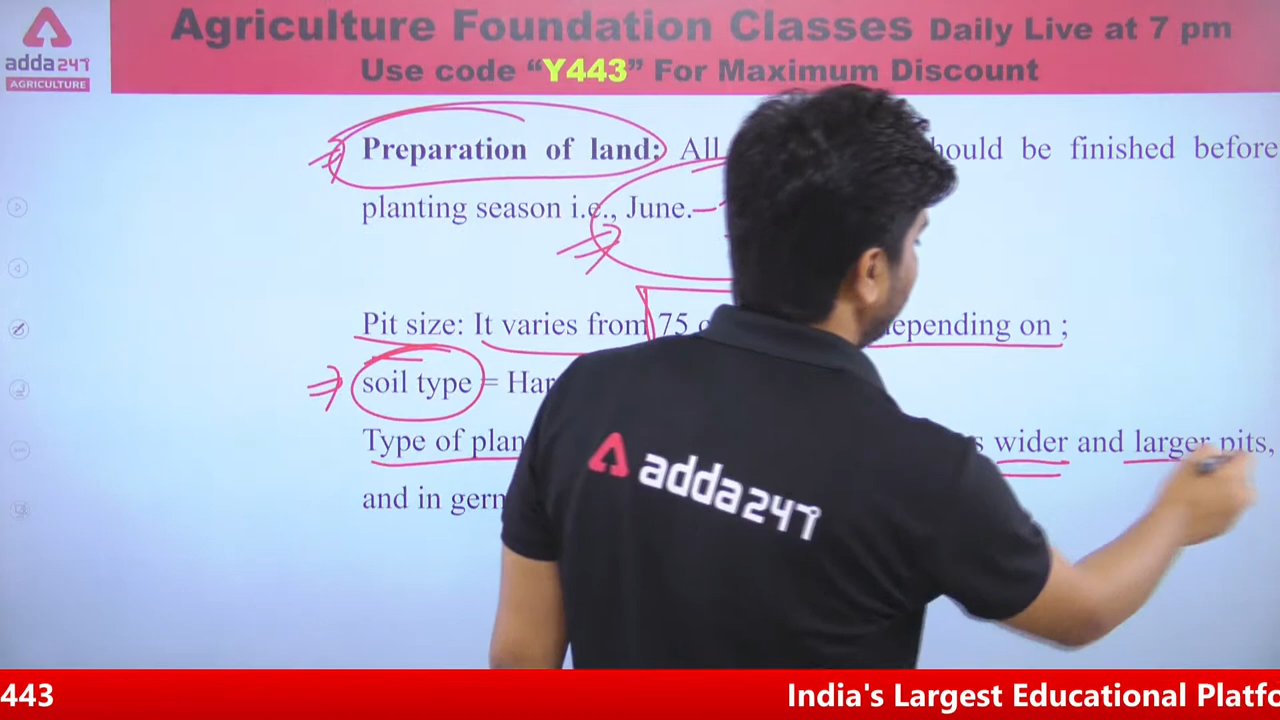 Agriculture Foundation Classes Daily Live at 7 pm
Use code “Y443” For Maximum Discount
adda247
AGRICULTURE
Preparation of land: All hould be finished before
planting season i.e., June.
Pit size: It varies from 75 epending on ;
soil type = Har
Type of plan s wider and larger pits,
and in ger
adda247
443
India's Largest Educational Platfo